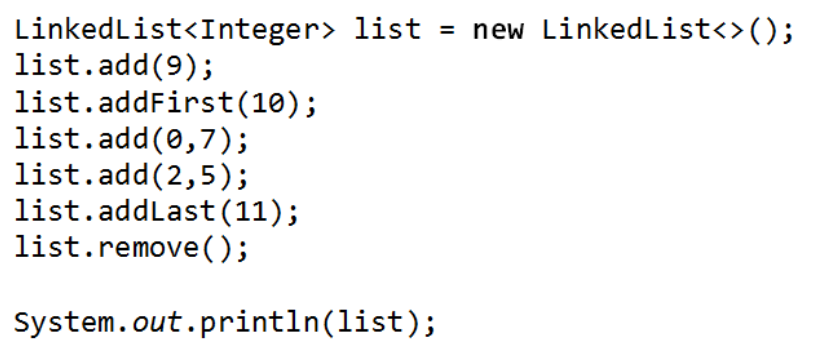 LinkedList<Integer> list = new LinkedList<>();
list.add(9);
list.addFirst(10);
list.add(0,7);
list.add(2,5);
list.addLast(11);
list.remove();
System.out.println(list);